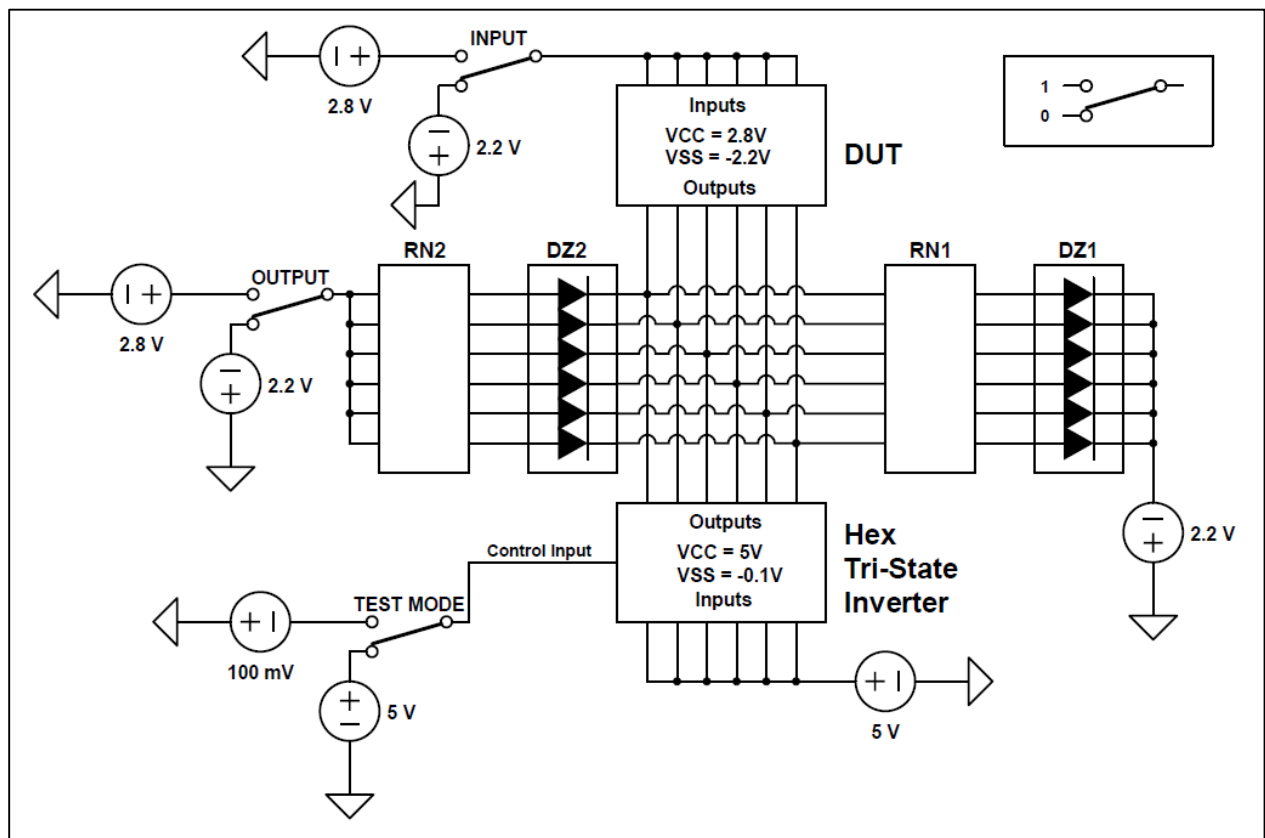 INPUT
2.8 V
2.2 V
Inputs
VCC = 2.8V
VSS = -2.2V
Outputs
DUT
1
0
RN2
DZ2
RN1
DZ1
OUTPUT
2.8 V
2.2 V
2.2 V
Outputs
VCC = 5V
VSS = -0.1V
Inputs
Hex
Tri-State
Inverter
Control Input
TEST MODE
100 mV
5 V
5 V